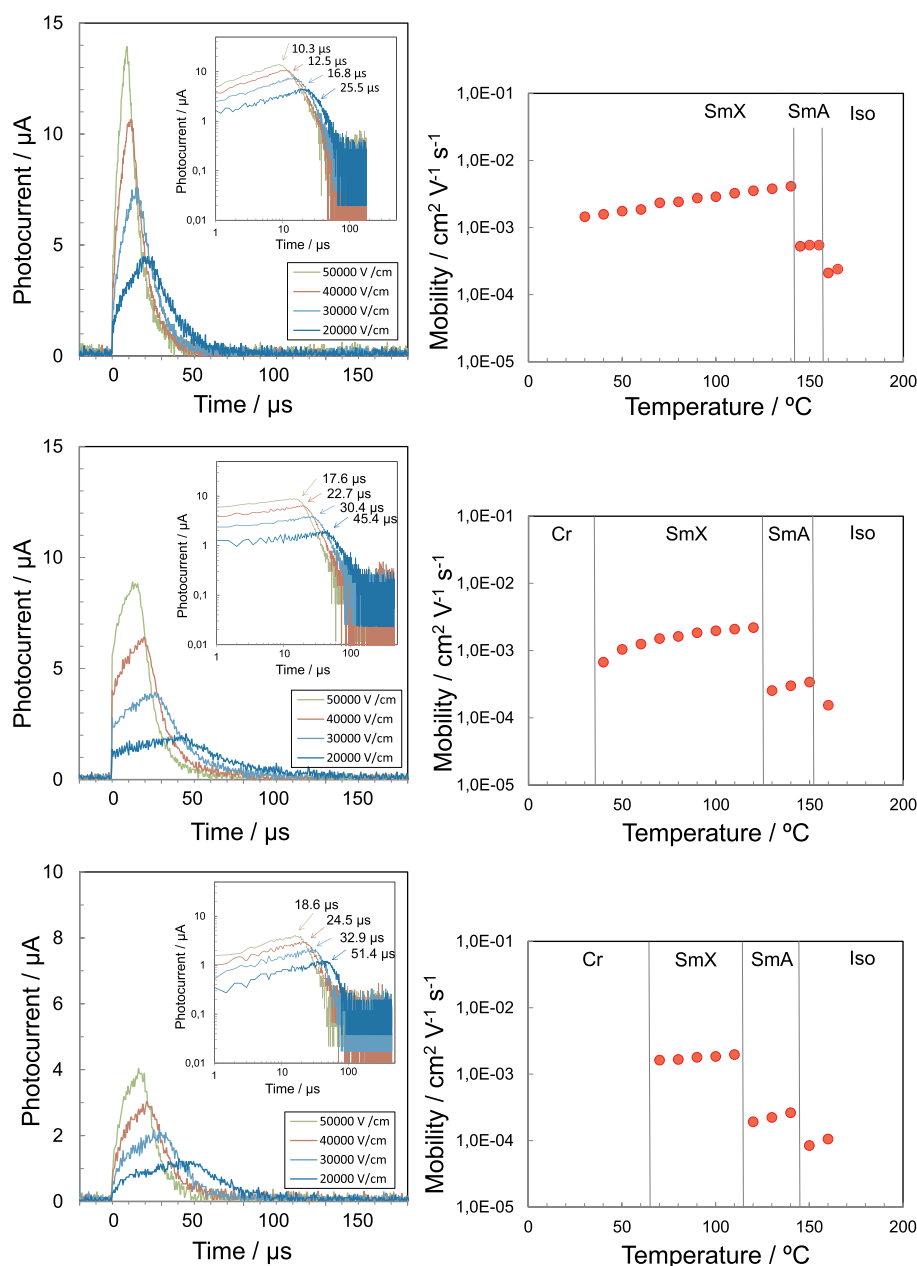 15
10
5
0
Photocurrent / µA
0
50
100
150
Time / µs
10
1
0,1
0,01
Photocurrent / µA
1
10
100
Time / µs
10.3 µs
12.5 µs
16.8 µs
25.5 µs
50000 V /cm
40000 V/cm
30000 V/cm
20000 V/cm
1,0E-01
1,0E-02
1,0E-03
1,0E-04
1,0E-05
Mobility / cm² V⁻¹ s⁻¹
SmX SmA Iso
0 50 100 150 200
Temperature / ºC
15
10
5
0
Photocurrent / µA
0
50
100
150
Time / µs
10
1
0,1
0,01
Photocurrent / µA
1
10
100
Time / µs
17.6 µs
22.7 µs
30.4 µs
45.4 µs
50000 V /cm
40000 V/cm
30000 V/cm
20000 V/cm
1,0E-01
1,0E-02
1,0E-03
1,0E-04
1,0E-05
Mobility / cm² V⁻¹ s⁻¹
Cr SmX SmA Iso
0 50 100 150 200
Temperature / ºC
10
8
6
4
2
0
Photocurrent / µA
0
50
100
150
Time / µs
10
1
0,1
0,01
Photocurrent / µA
1
10
100
Time / µs
18.6 µs
24.5 µs
32.9 µs
51.4 µs
50000 V /cm
40000 V/cm
30000 V/cm
20000 V/cm
1,0E-01
1,0E-02
1,0E-03
1,0E-04
1,0E-05
Mobility / cm² V⁻¹ s⁻¹
Cr SmX SmA Iso
0 50 100 150 200
Temperature / ºC